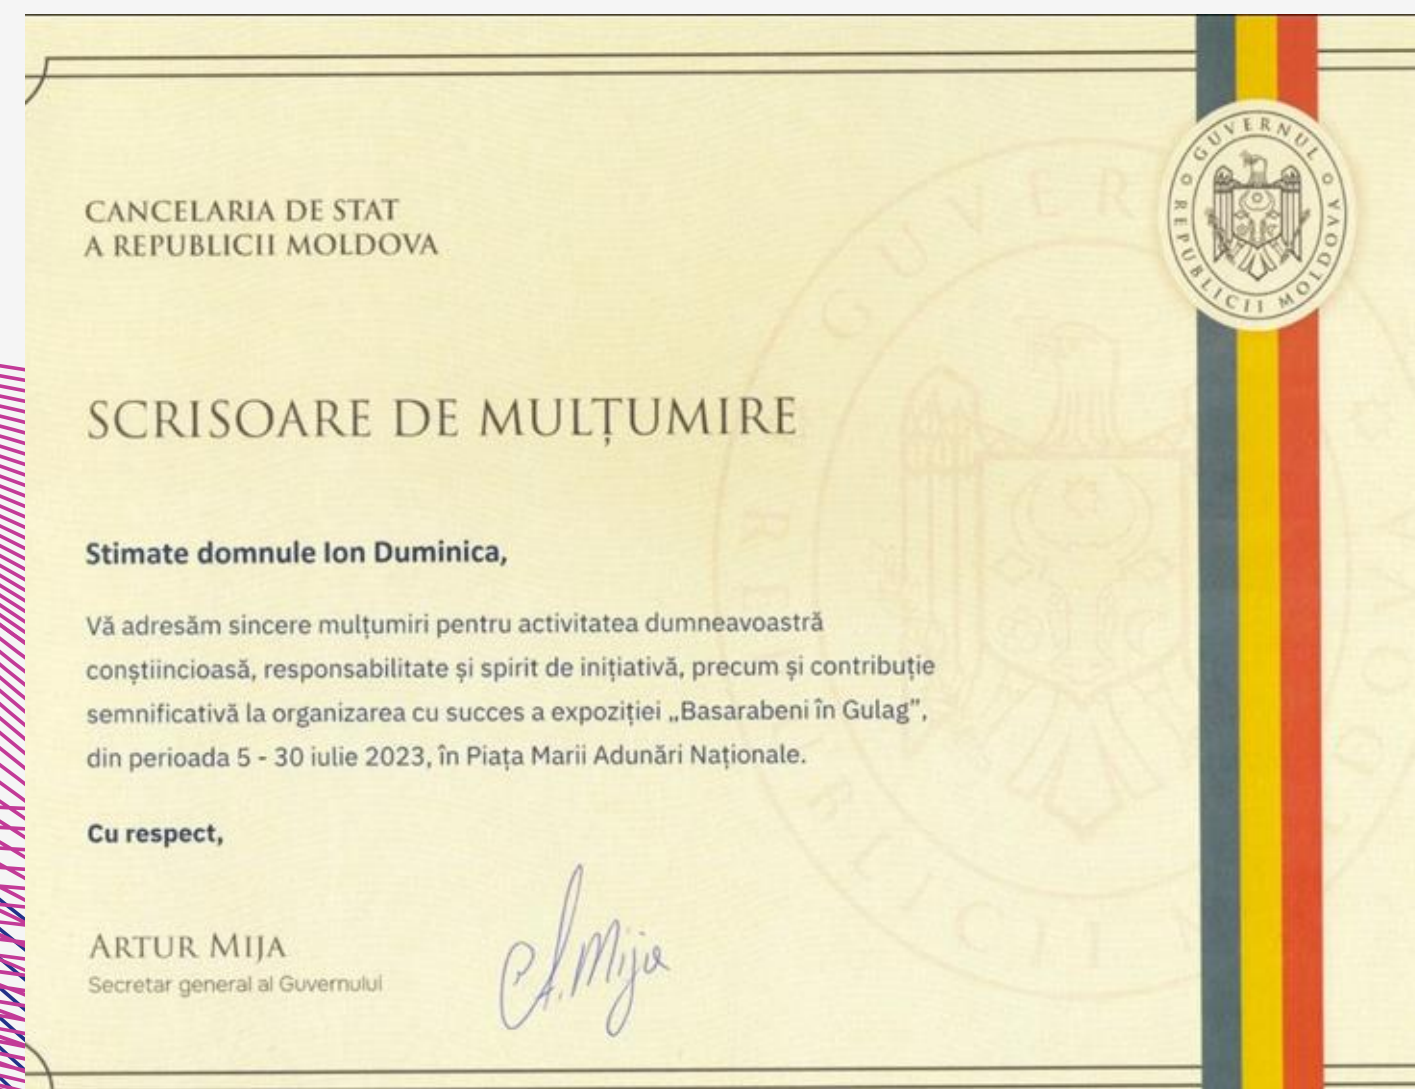 CANCELARIA DE STAT
A REPUBLICII MOLDOVA
GUVERNUL
REPUBLICII MOLDOVA
SCRISOARE DE MULȚUMIRE
Stimate domnule Ion Duminica,
Vă adresăm sincere mulțumiri pentru activitatea dumneavoastră
conștiincioasă, responsabilitate și spirit de inițiativă, precum și contribuție
semnificativă la organizarea cu succes a expoziției „Basarabeni în Gulag”,
din perioada 5 - 30 iulie 2023, în Piața Marii Adunări Naționale.
Cu respect,
ARTUR MIJA
Secretar general al Guvernului
A. Mija